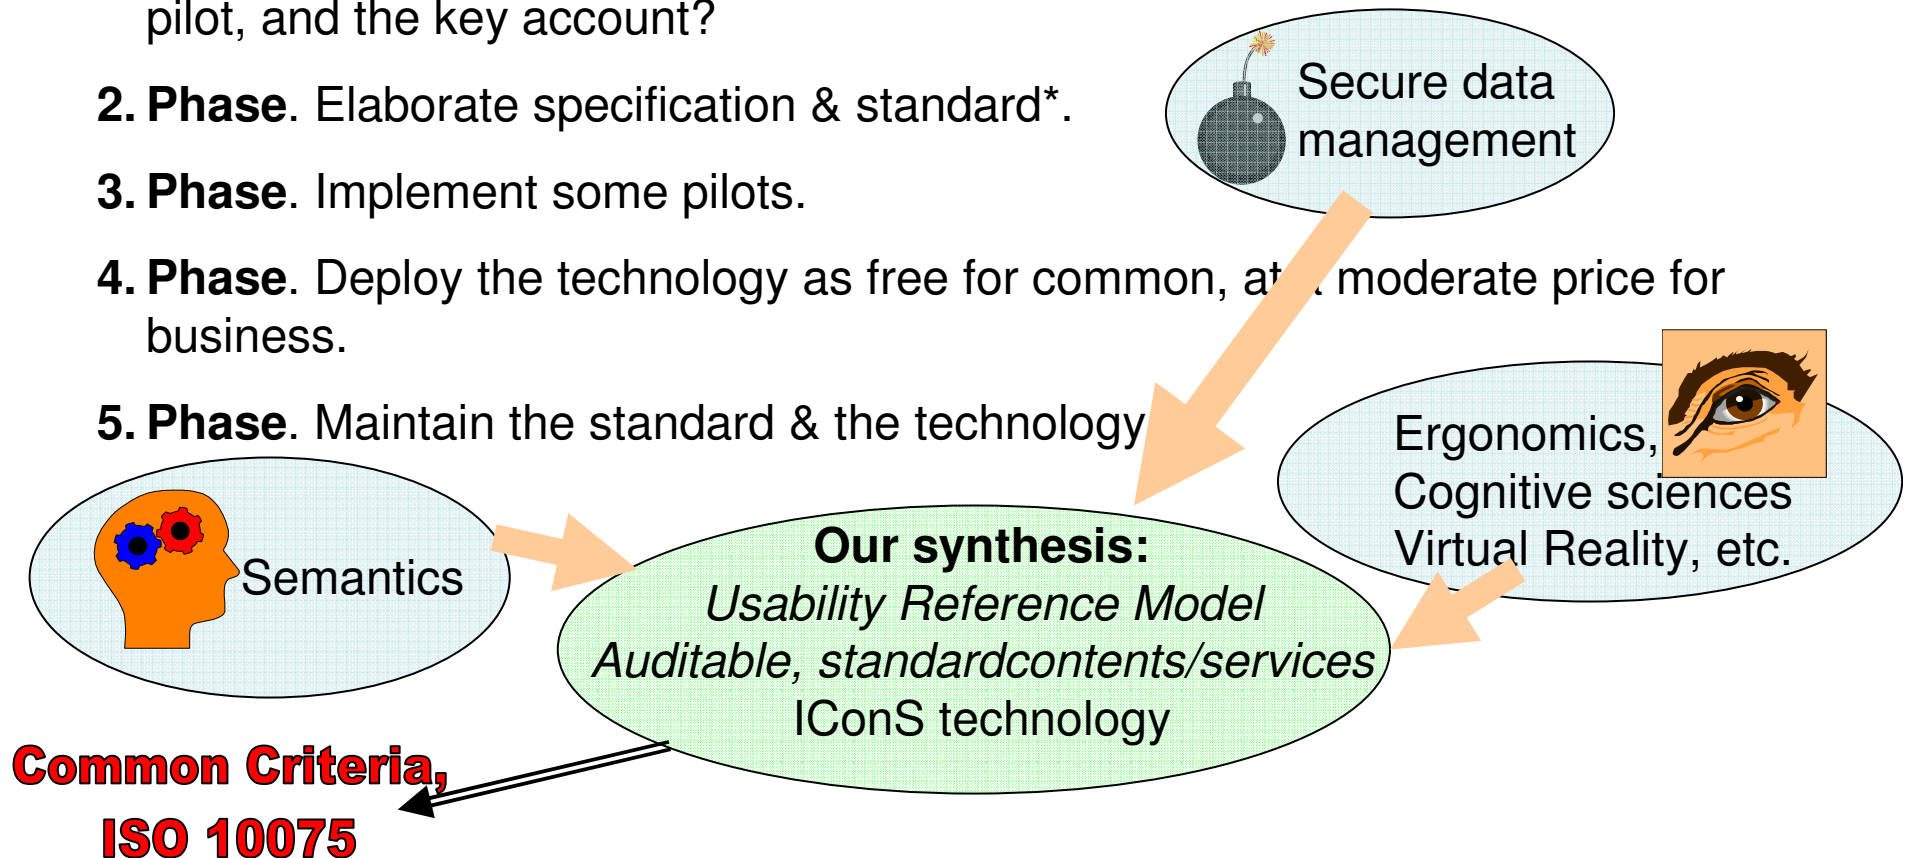 pilot, and the key account?
2. Phase. Elaborate specification & standard*.
3. Phase. Implement some pilots.
4. Phase. Deploy the technology as free for common, at a moderate price for
business.
5. Phase. Maintain the standard & the technology
Secure data
management
Ergonomics,
Cognitive sciences
Virtual Reality, etc.
Semantics
Our synthesis:
Usability Reference Model
Auditable, standardcontents/services
IConS technology
Common Criteria,
ISO 10075